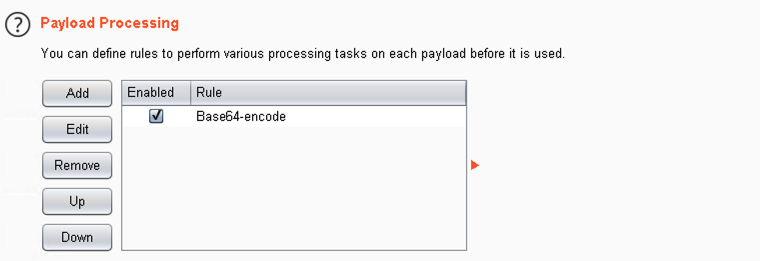 ?
Payload Processing
You can define rules to perform various processing tasks on each payload before it is used.
Add
Enabled Rule
Base64-encode
Edit
Remove
Up
Down